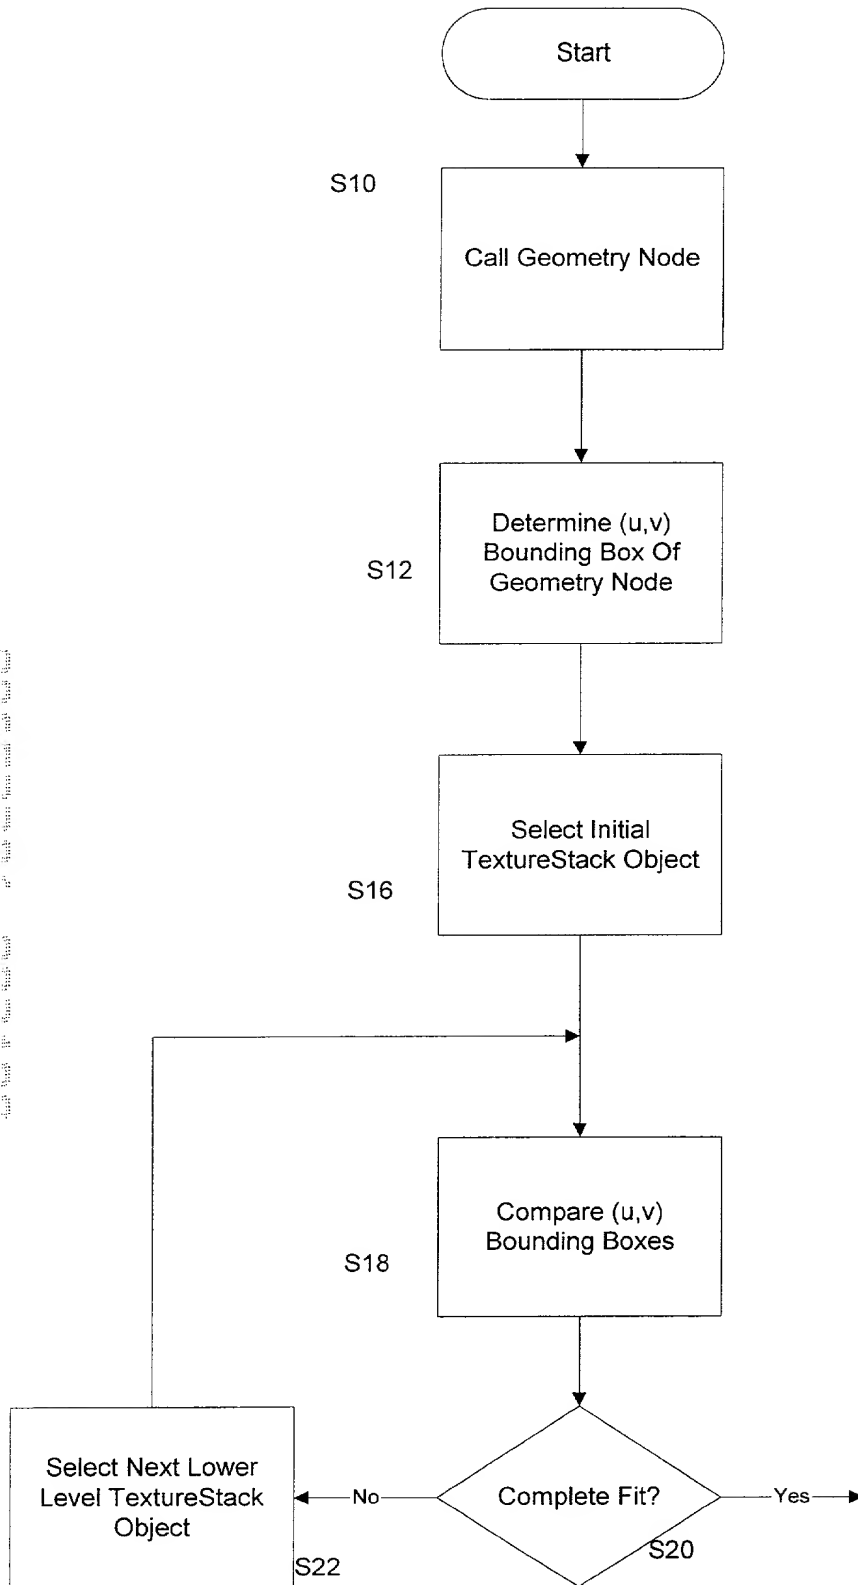 Start
S10
Call Geometry Node
Determine (u,v)
Bounding Box Of
Geometry Node
S12
Select Initial
TextureStack Object
S16
Compare (u,v)
Bounding Boxes
S18
Select Next Lower
Level TextureStack
Object
No
Complete Fit?
Yes
S22
S20